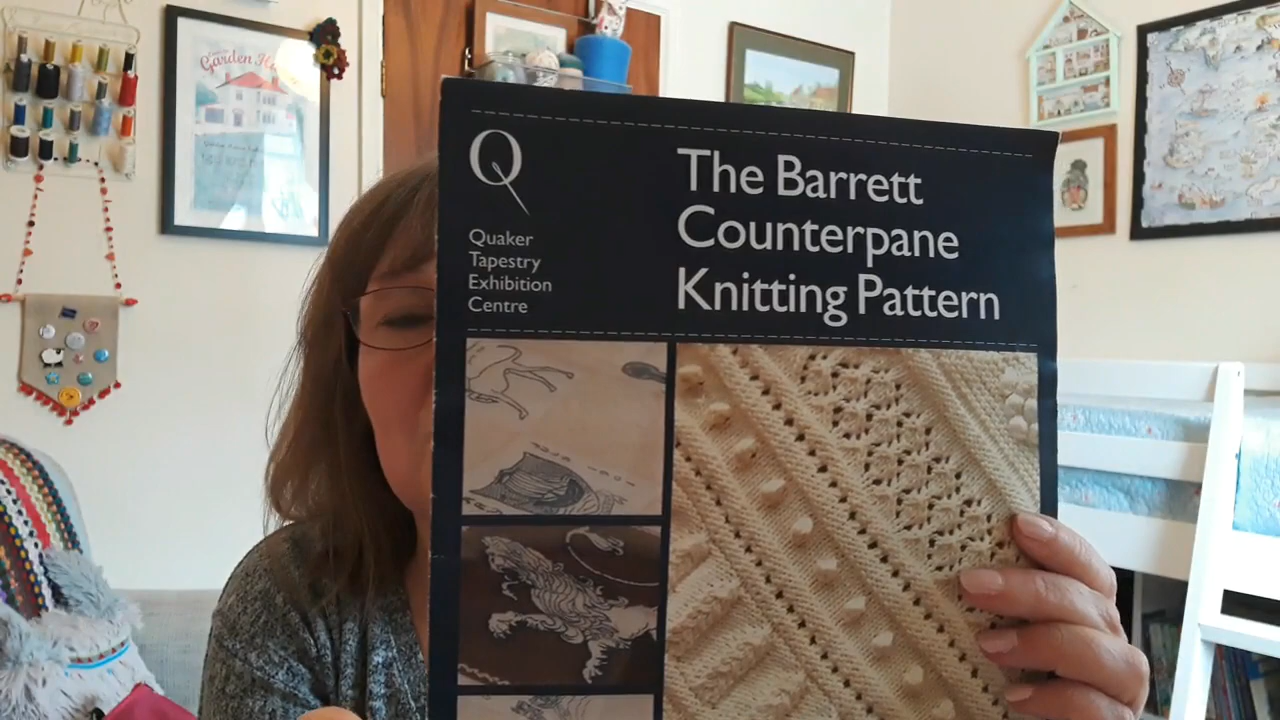 Garden
Q
Quaker
Tapestry
Exhibition
Centre
The Barrett
Counterpane
Knitting Pattern